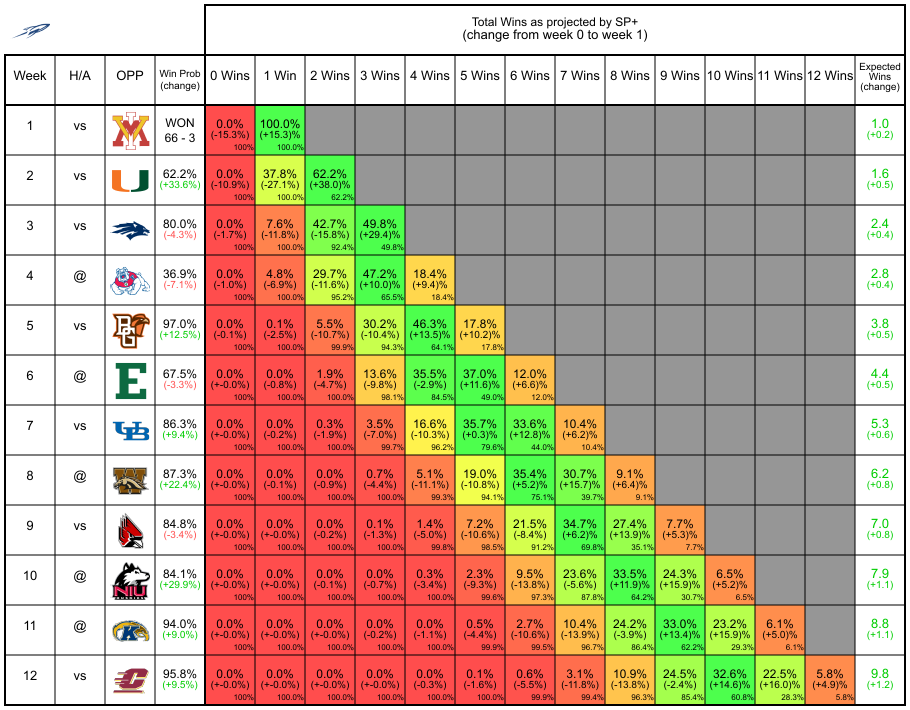 Total Wins as projected by SP+
(change from week 0 to week 1)
Week H/A OPP Win Prob (change) 0 Wins 1 Win 2 Wins 3 Wins 4 Wins 5 Wins 6 Wins 7 Wins 8 Wins 9 Wins 10 Wins 11 Wins 12 Wins Expected Wins (change)
1 vs VMI WON 0.0% 100.0% 1.0
66 - 3 (-15.3%) (+15.3)% (+0.2)
100% 100.0%
2 vs U 62.2% 0.0% 37.8% 62.2% 1.6
(+33.6%) (-10.9%) (-27.1%) (+38.0)% (+0.5)
100% 100.0% 62.2%
3 vs 80.0% 0.0% 7.6% 42.7% 49.8% 2.4
(-4.3%) (-1.7%) (-11.8%) (-15.8%) (+29.4)% (+0.4)
100% 100.0% 92.4% 49.8%
4 @ 36.9% 0.0% 4.8% 29.7% 47.2% 18.4% 2.8
(-7.1%) (-1.0%) (-6.9%) (-11.6%) (+10.0)% (+9.4)% (+0.4)
100% 100.0% 95.2% 65.5% 18.4%
5 vs BG 97.0% 0.0% 0.1% 5.5% 30.2% 46.3% 17.8% 3.8
(+12.5%) (-0.1%) (-2.5%) (-10.7%) (-10.4%) (+13.5)% (+10.2)% (+0.5)
100% 100.0% 99.9% 94.3% 64.1% 17.8%
6 @ E 67.5% 0.0% 0.0% 1.9% 13.6% 35.5% 37.0% 12.0% 4.4
(-3.3%) (+-0.0%) (-0.8%) (-4.7%) (-9.8%) (-2.9%) (+11.6)% (+6.6)% (+0.5)
100% 100.0% 100.0% 98.1% 84.5% 49.0% 12.0%
7 vs UB 86.3% 0.0% 0.0% 0.3% 3.5% 16.6% 35.7% 33.6% 10.4% 5.3
(+9.4%) (+-0.0%) (-0.2%) (-1.9%) (-7.0%) (-10.3%) (+0.3)% (+12.8)% (+6.2)% (+0.6)
100% 100.0% 100.0% 99.7% 96.2% 79.6% 44.0% 10.4%
8 @ W 87.3% 0.0% 0.0% 0.0% 0.7% 5.1% 19.0% 35.4% 30.7% 9.1% 6.2
(+22.4%) (+-0.0%) (-0.1%) (-0.9%) (-4.4%) (-11.1%) (-10.8%) (+5.2)% (+15.7)% (+6.4)% (+0.8)
100% 100.0% 100.0% 100.0% 99.3% 94.1% 75.1% 39.7% 9.1%
9 vs 84.8% 0.0% 0.0% 0.0% 0.1% 1.4% 7.2% 21.5% 34.7% 27.4% 7.7% 7.0
(-3.4%) (+-0.0%) (+-0.0%) (-0.2%) (-1.3%) (-5.0%) (-10.6%) (-8.4%) (+6.2)% (+13.9)% (+5.3)% (+0.8)
100% 100.0% 100.0% 100.0% 99.8% 98.5% 91.2% 69.8% 35.1% 7.7%
10 @ NIU 84.1% 0.0% 0.0% 0.0% 0.0% 0.3% 2.3% 9.5% 23.6% 33.5% 24.3% 6.5% 7.9
(+29.9%) (+-0.0%) (+-0.0%) (-0.1%) (-0.7%) (-3.4%) (-9.3%) (-13.8%) (-5.6%) (+11.9)% (+15.9)% (+5.2)% (+1.1)
100% 100.0% 100.0% 100.0% 100.0% 99.6% 97.3% 87.8% 64.2% 30.7% 6.5%
11 @ K 94.0% 0.0% 0.0% 0.0% 0.0% 0.0% 0.5% 2.7% 10.4% 24.2% 33.0% 23.2% 6.1% 8.8
(+9.0%) (+-0.0%) (+-0.0%) (+-0.0%) (-0.2%) (-1.1%) (-4.4%) (-10.6%) (-13.9%) (-3.9%) (+13.4)% (+15.9)% (+5.0)% (+1.1)
100% 100.0% 100.0% 100.0% 100.0% 99.9% 99.5% 96.7% 86.4% 62.2% 29.3% 6.1%
12 vs C 95.8% 0.0% 0.0% 0.0% 0.0% 0.0% 0.1% 0.6% 3.1% 10.9% 24.5% 32.6% 22.5% 5.8% 9.8
(+9.5%) (+-0.0%) (+-0.0%) (+-0.0%) (+-0.0%) (-0.3%) (-1.6%) (-5.5%) (-11.8%) (-13.8%) (-2.4%) (+14.6)% (+16.0)% (+4.9)% (+1.2)
100% 100.0% 100.0% 100.0% 100.0% 100.0% 99.9% 99.4% 96.3% 85.4% 60.8% 28.3% 5.8%